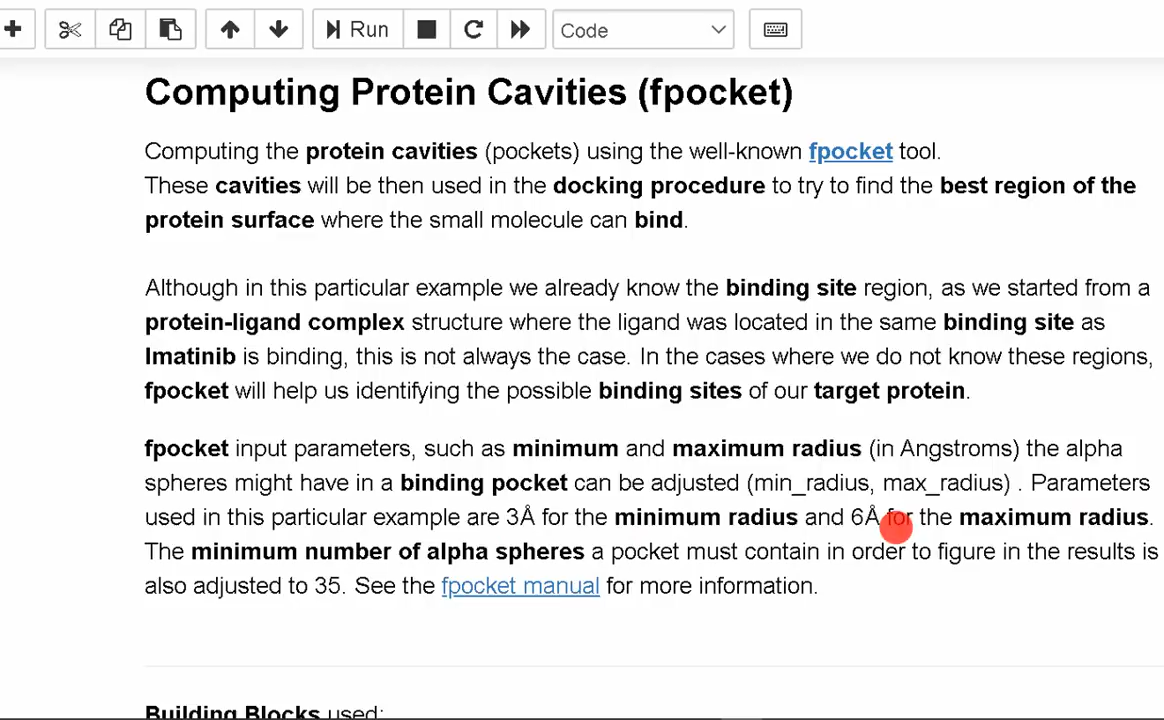 Run
Code
Computing Protein Cavities (fpocket)
Computing the protein cavities (pockets) using the well-known fpocket tool.
These cavities will be then used in the docking procedure to try to find the best region of the
protein surface where the small molecule can bind.
Although in this particular example we already know the binding site region, as we started from a
protein-ligand complex structure where the ligand was located in the same binding site as
Imatinib is binding, this is not always the case. In the cases where we do not know these regions,
fpocket will help us identifying the possible binding sites of our target protein.
fpocket input parameters, such as minimum and maximum radius (in Angstroms) the alpha
spheres might have in a binding pocket can be adjusted (min_radius, max_radius) . Parameters
used in this particular example are 3Å for the minimum radius and 6Å for the maximum radius.
The minimum number of alpha spheres a pocket must contain in order to figure in the results is
also adjusted to 35. See the fpocket manual for more information.
Building Blocks used: